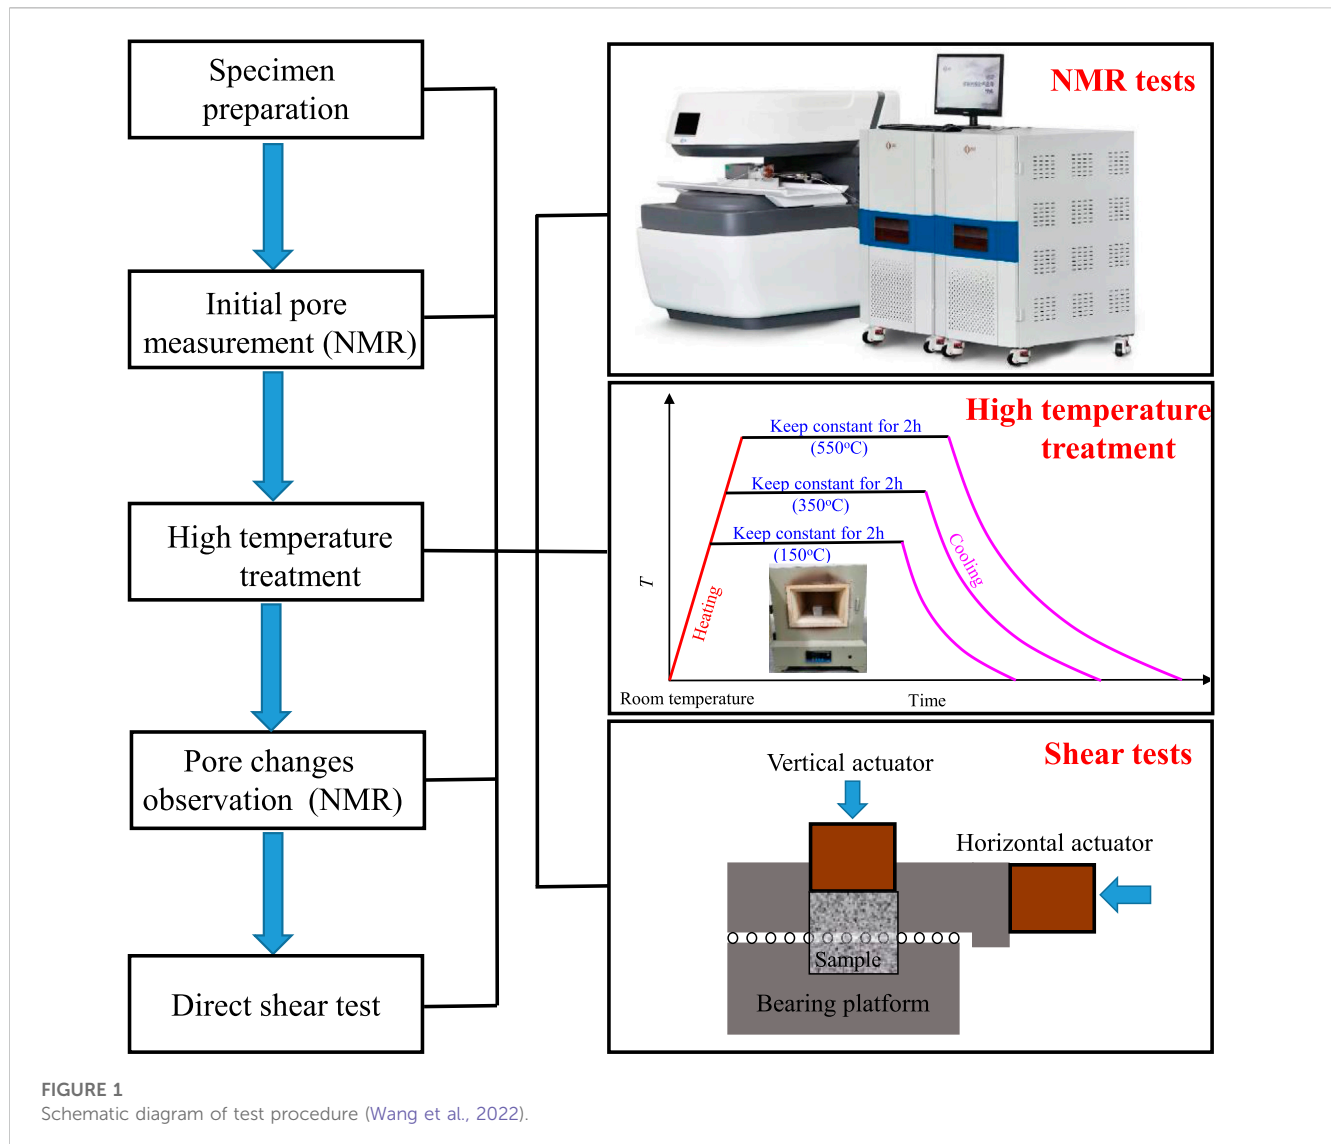 Specimen
preparation
Initial pore
measurement (NMR)
High temperature
treatment
Pore changes
observation (NMR)
Direct shear test
NMR tests
High temperature
treatment
Keep constant for 2h
(550°C)
Keep constant for 2h
(350°C)
Keep constant for 2h
(150°C)
T
Heating
Cooling
Room temperature
Time
Shear tests
Vertical actuator
Horizontal actuator
Sample
Bearing platform
FIGURE 1
Schematic diagram of test procedure (Wang et al., 2022).